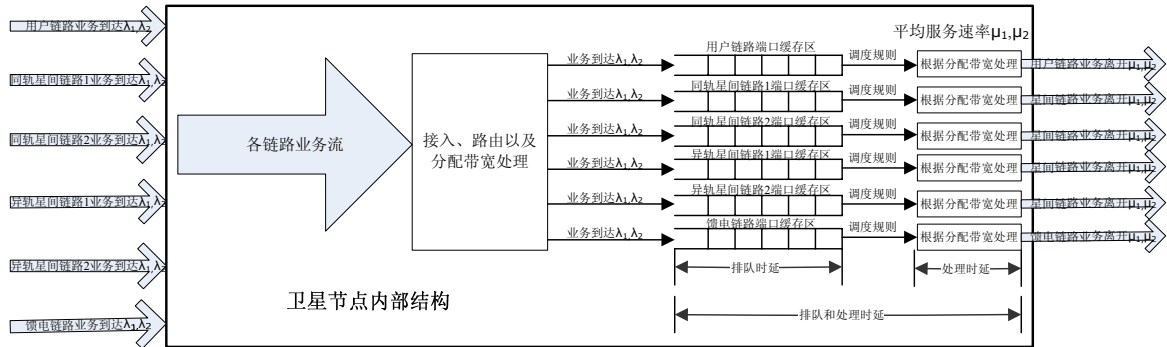 用户链路业务到达λ₁,λ₂
同轨星间链路1业务到达λ₁,λ₂
同轨星间链路2业务到达λ₁,λ₂
异轨星间链路1业务到达λ₁,λ₂
异轨星间链路2业务到达λ₁,λ₂
馈电链路业务到达λ₁,λ₂
各链路业务流
接入、路由以及
分配带宽处理
平均服务速率μ₁,μ₂
业务到达λ₁,λ₂
用户链路端口缓存区
调度规则
根据分配带宽处理
用户链路业务离开μ₁,μ₂
业务到达λ₁,λ₂
同轨星间链路1端口缓存区
调度规则
根据分配带宽处理
星间链路业务离开μ₁,μ₂
业务到达λ₁,λ₂
同轨星间链路2端口缓存区
调度规则
根据分配带宽处理
星间链路业务离开μ₁,μ₂
业务到达λ₁,λ₂
异轨星间链路1端口缓存区
调度规则
根据分配带宽处理
星间链路业务离开μ₁,μ₂
业务到达λ₁,λ₂
异轨星间链路2端口缓存区
调度规则
根据分配带宽处理
星间链路业务离开μ₁,μ₂
业务到达λ₁,λ₂
馈电链路端口缓存区
调度规则
根据分配带宽处理
馈电链路业务离开μ₁,μ₂
排队时延
处理时延
排队和处理时延
卫星节点内部结构